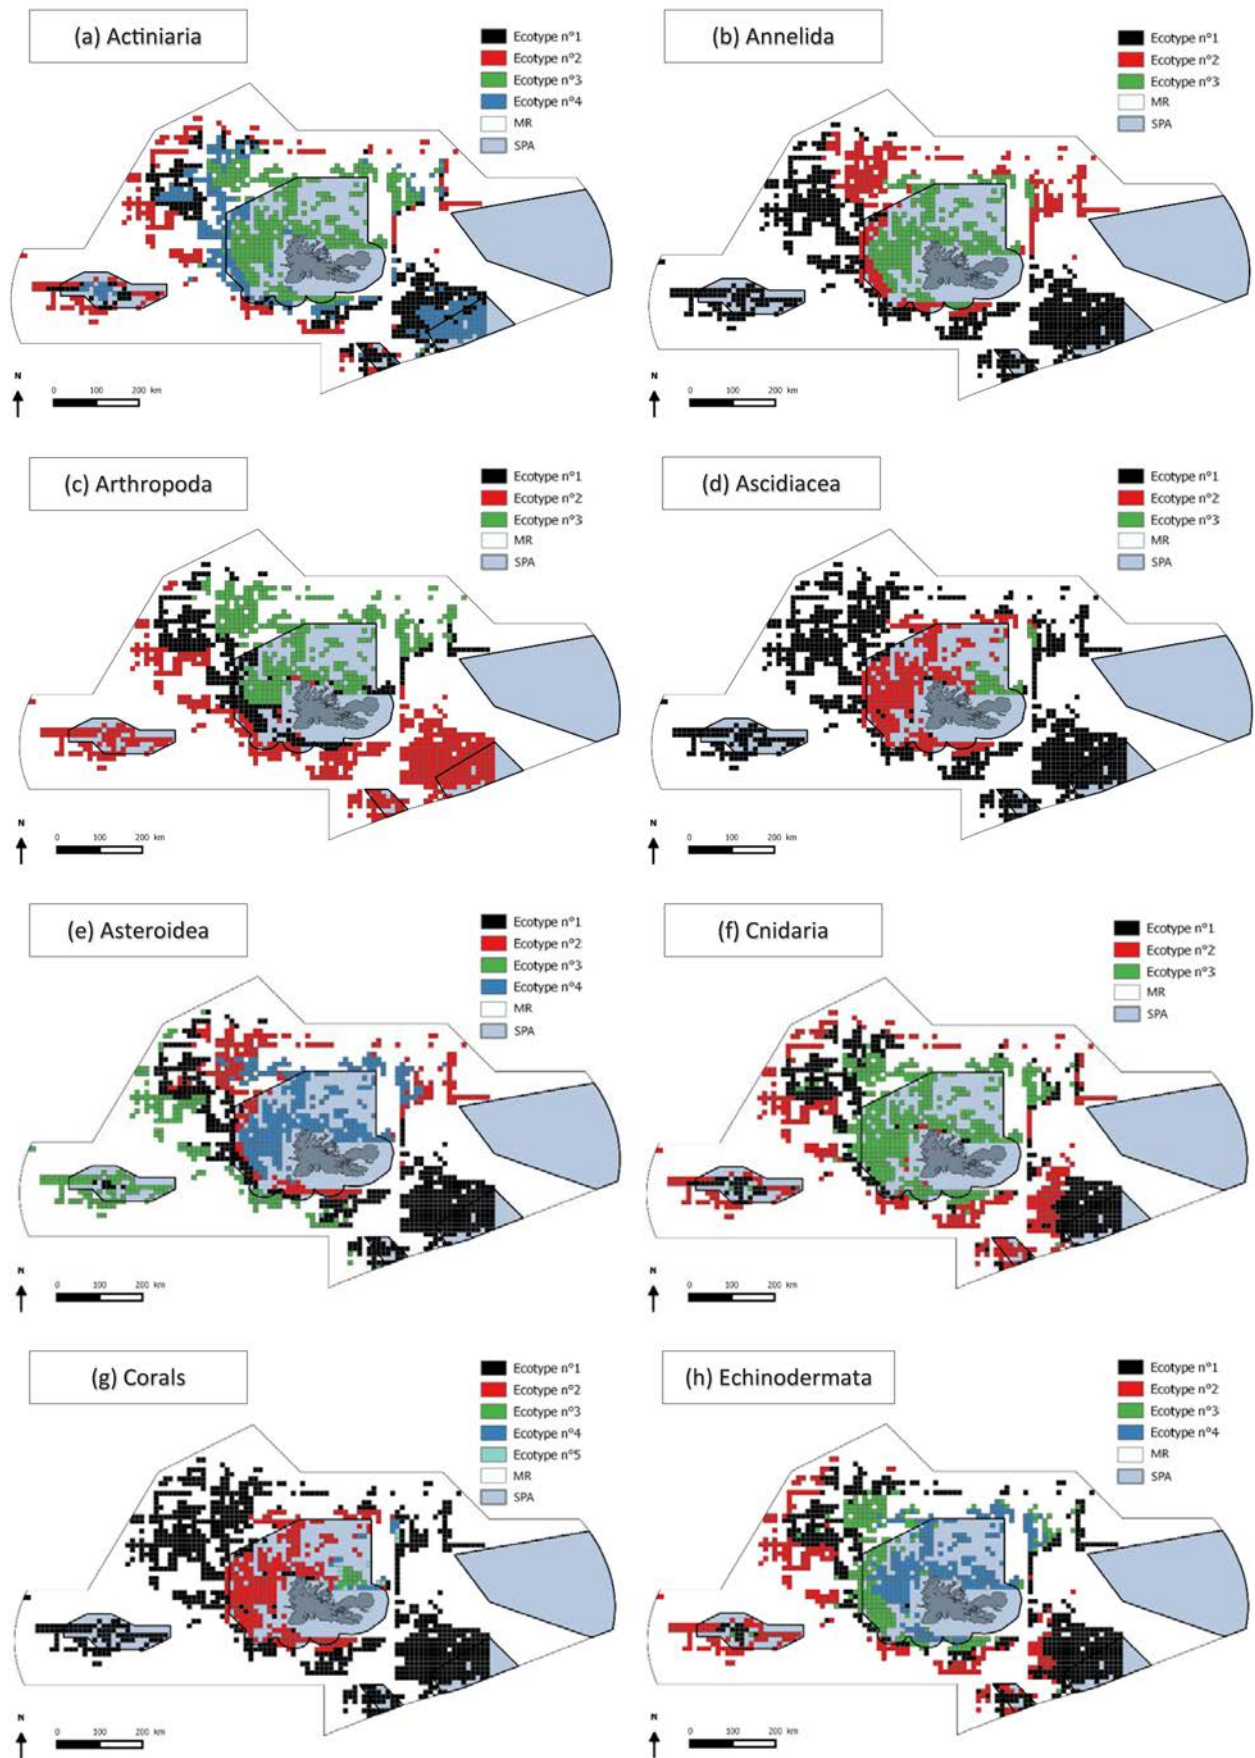 (a) Actiniaria
Ecotype n°1
Ecotype n°2
Ecotype n°3
Ecotype n°4
MR
SPA
N
0 100 200 km
(b) Annelida
Ecotype n°1
Ecotype n°2
Ecotype n°3
MR
SPA
N
0 100 200 km
(c) Arthropoda
Ecotype n°1
Ecotype n°2
Ecotype n°3
MR
SPA
N
0 100 200 km
(d) Ascidiacea
Ecotype n°1
Ecotype n°2
Ecotype n°3
MR
SPA
N
0 100 200 km
(e) Asteroidea
Ecotype n°1
Ecotype n°2
Ecotype n°3
Ecotype n°4
MR
SPA
N
0 100 200 km
(f) Cnidaria
Ecotype n°1
Ecotype n°2
Ecotype n°3
MR
SPA
N
0 100 200 km
(g) Corals
Ecotype n°1
Ecotype n°2
Ecotype n°3
Ecotype n°4
Ecotype n°5
MR
SPA
N
0 100 200 km
(h) Echinodermata
Ecotype n°1
Ecotype n°2
Ecotype n°3
Ecotype n°4
MR
SPA
N
0 100 200 km